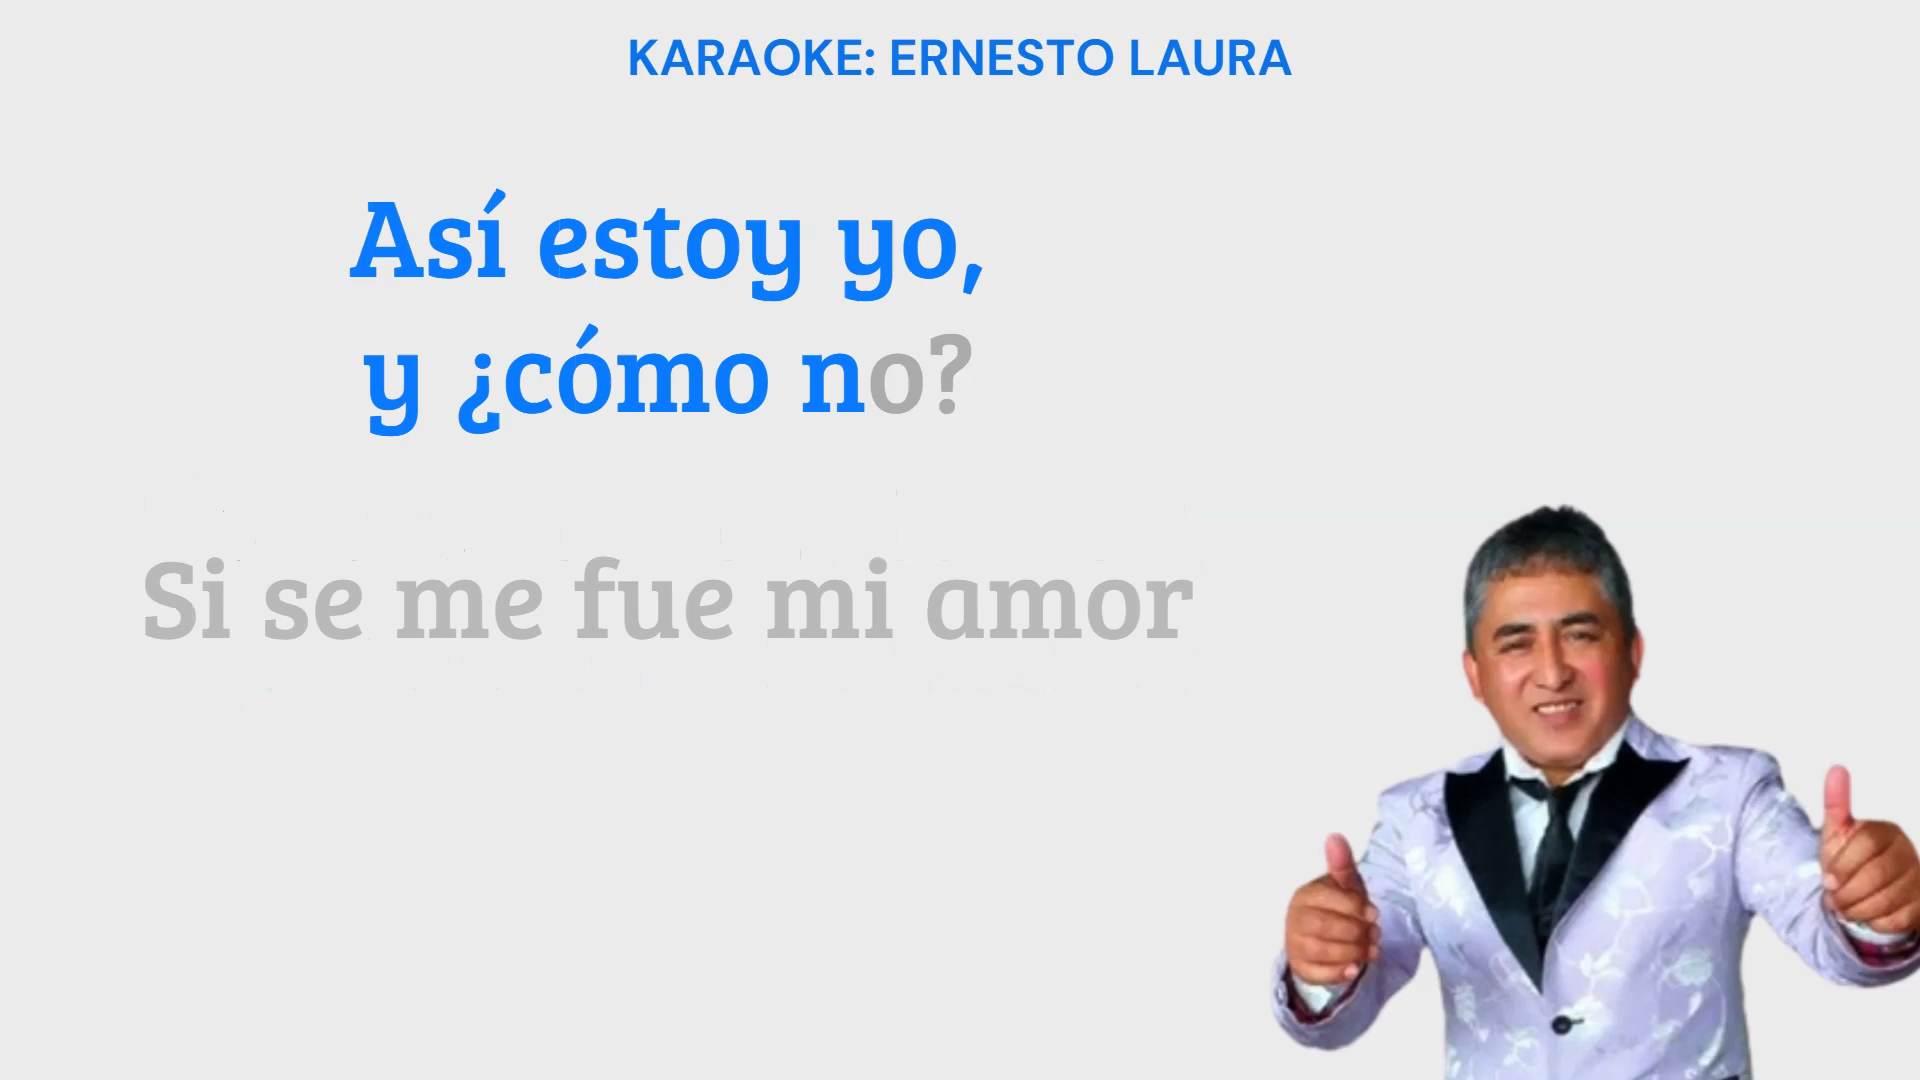 KARAOKE: ERNESTO LAURA
Así estoy yo,
y ¿cómo no?
Si se me fue mi amor